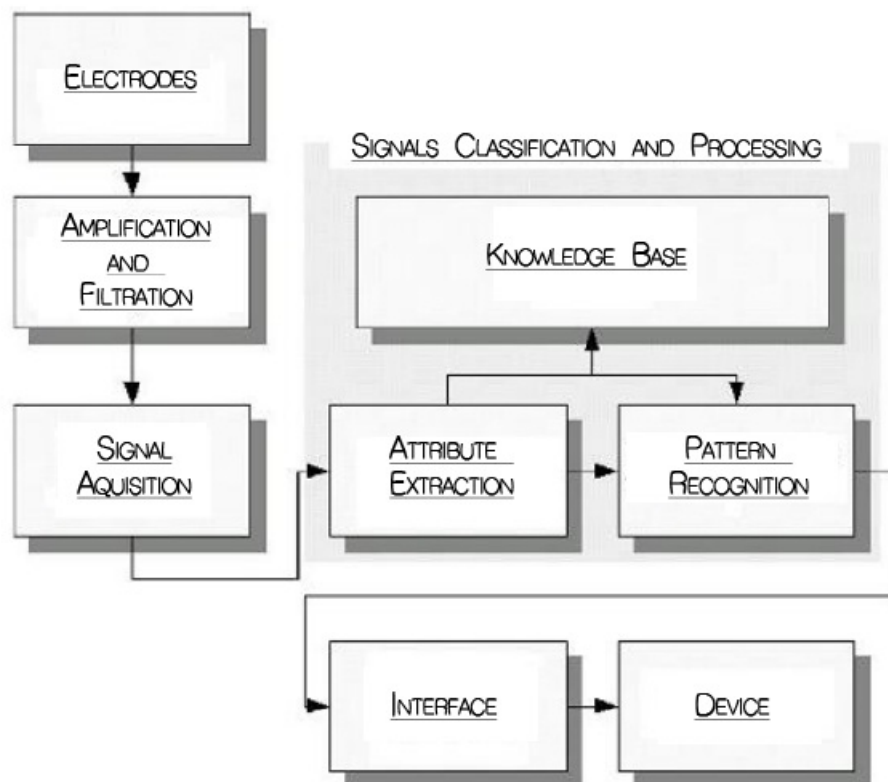 ELECTRODES
SIGNALS CLASSIFICATION AND PROCESSING
AMPLIFICATION
AND
FILTRATION
KNOWLEDGE BASE
SIGNAL
AQUISITION
ATTRIBUTE
EXTRACTION
PATTERN
RECOGNITION
INTERFACE
DEVICE